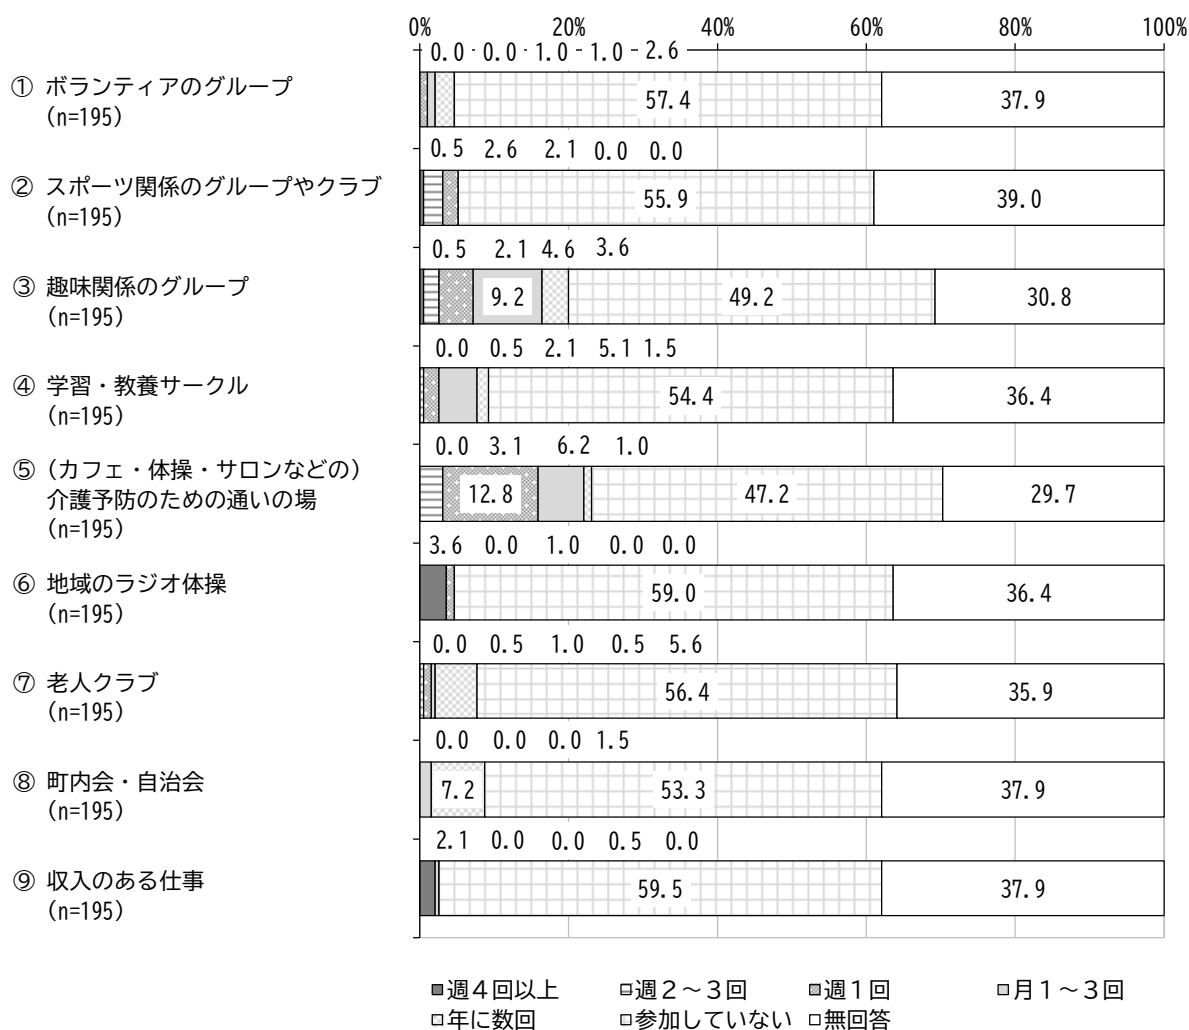 0% 20% 40% 60% 80% 100%
0.0 0.0 1.0 1.0 2.6
① ボランティアのグループ
(n=195)
57.4 37.9
0.5 2.6 2.1 0.0 0.0
② スポーツ関係のグループやクラブ
(n=195)
55.9 39.0
0.5 2.1 4.6 3.6
③ 趣味関係のグループ
(n=195)
9.2 49.2 30.8
0.0 0.5 2.1 5.1 1.5
④ 学習・教養サークル
(n=195)
54.4 36.4
0.0 3.1 6.2 1.0
⑤ (カフェ・体操・サロンなどの)
介護予防のための通いの場
(n=195)
12.8 47.2 29.7
3.6 0.0 1.0 0.0 0.0
⑥ 地域のラジオ体操
(n=195)
59.0 36.4
0.0 0.5 1.0 0.5 5.6
⑦ 老人クラブ
(n=195)
56.4 35.9
0.0 0.0 0.0 1.5
⑧ 町内会・自治会
(n=195)
7.2 53.3 37.9
2.1 0.0 0.0 0.5 0.0
⑨ 収入のある仕事
(n=195)
59.5 37.9
週4回以上 週2~3回 週1回 月1~3回
年に数回 参加していない 無回答